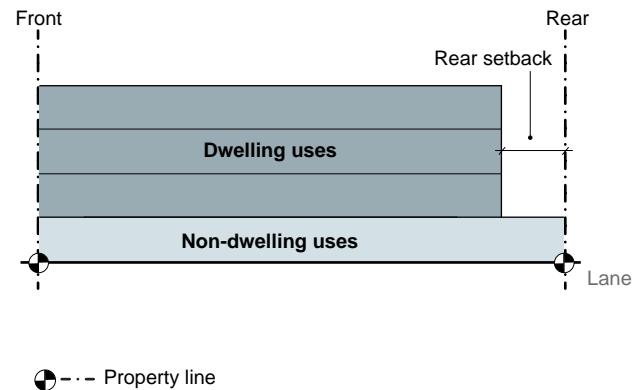 Front
Rear
Rear setback
Dwelling uses
Non-dwelling uses
Lane
Property line